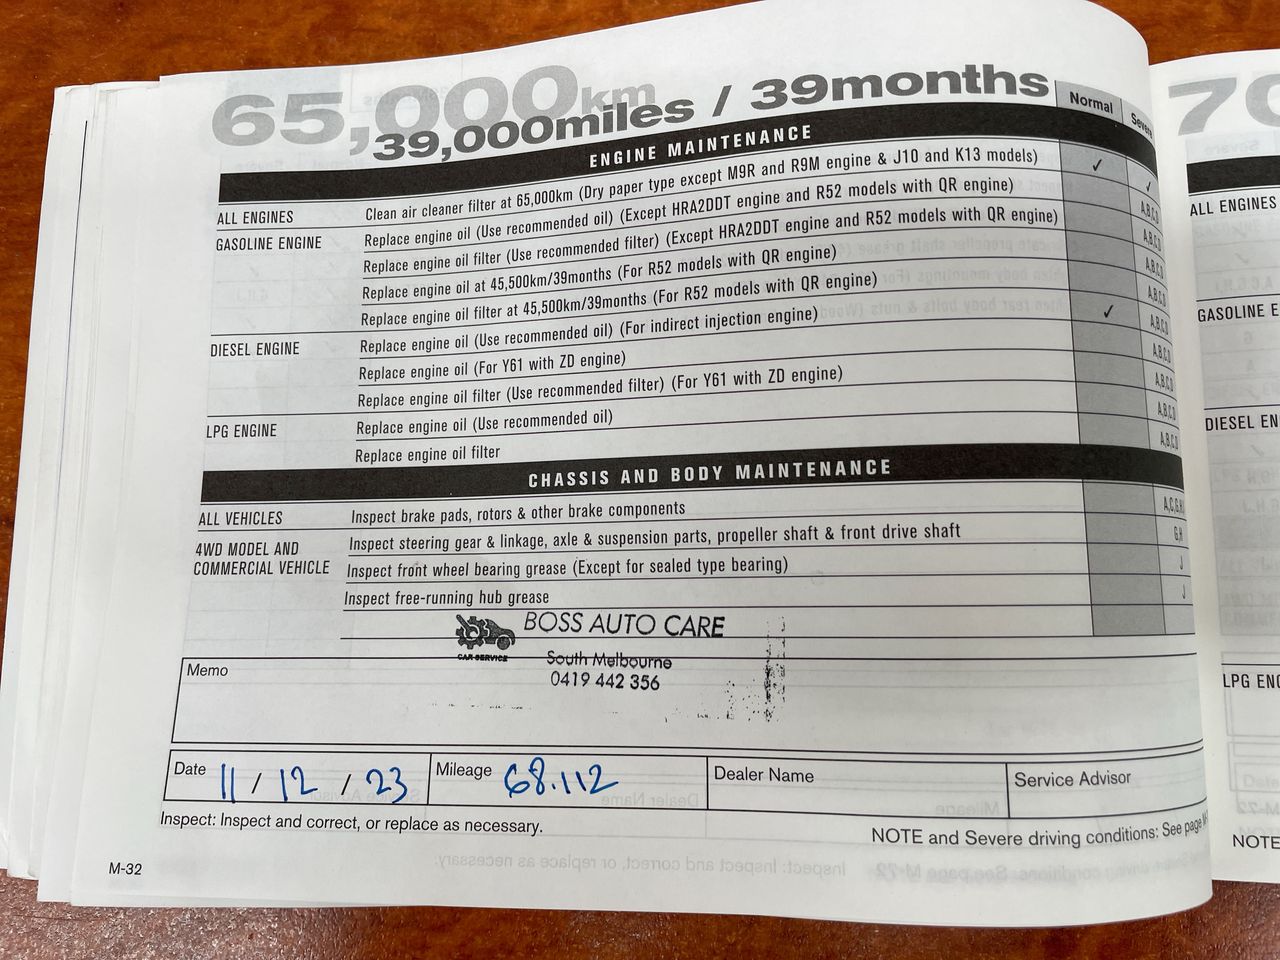 65,000km
39,000miles / 39months
Normal
Severe
ENGINE MAINTENANCE
ALL ENGINES Clean air cleaner filter at 65,000km (Dry paper type except M9R and R9M engine & J10 and K13 models) ✓ ✓
GASOLINE ENGINE Replace engine oil (Use recommended oil) (Except HRA2DDT engine and R52 models with QR engine) A,B,C,D
Replace engine oil filter (Use recommended filter) (Except HRA2DDT engine and R52 models with QR engine) A,B,C,D
Replace engine oil at 45,500km/39months (For R52 models with QR engine) A,B,C,D
Replace engine oil filter at 45,500km/39months (For R52 models with QR engine) A,B,C,D
DIESEL ENGINE Replace engine oil (Use recommended oil) (For indirect injection engine) ✓ A,B,C,D
Replace engine oil (For Y61 with ZD engine) A,B,C,D
Replace engine oil filter (Use recommended filter) (For Y61 with ZD engine) A,B,C,D
LPG ENGINE Replace engine oil (Use recommended oil) A,B,C,D
Replace engine oil filter A,B,C,D
CHASSIS AND BODY MAINTENANCE
ALL VEHICLES Inspect brake pads, rotors & other brake components A,C,G,H
4WD MODEL AND COMMERCIAL VEHICLE Inspect steering gear & linkage, axle & suspension parts, propeller shaft & front drive shaft G,H
Inspect front wheel bearing grease (Except for sealed type bearing) J
Inspect free-running hub grease J
BOSS AUTO CARE
CAR SERVICE
South Melbourne
0419 442 356
Memo
Date 11 / 12 / 23 Mileage 68.112 Dealer Name Service Advisor
Inspect: Inspect and correct, or replace as necessary.
NOTE and Severe driving conditions: See page
M-32
70
ALL ENGINES
GASOLINE E
DIESEL EN
LPG ENG
NOTE